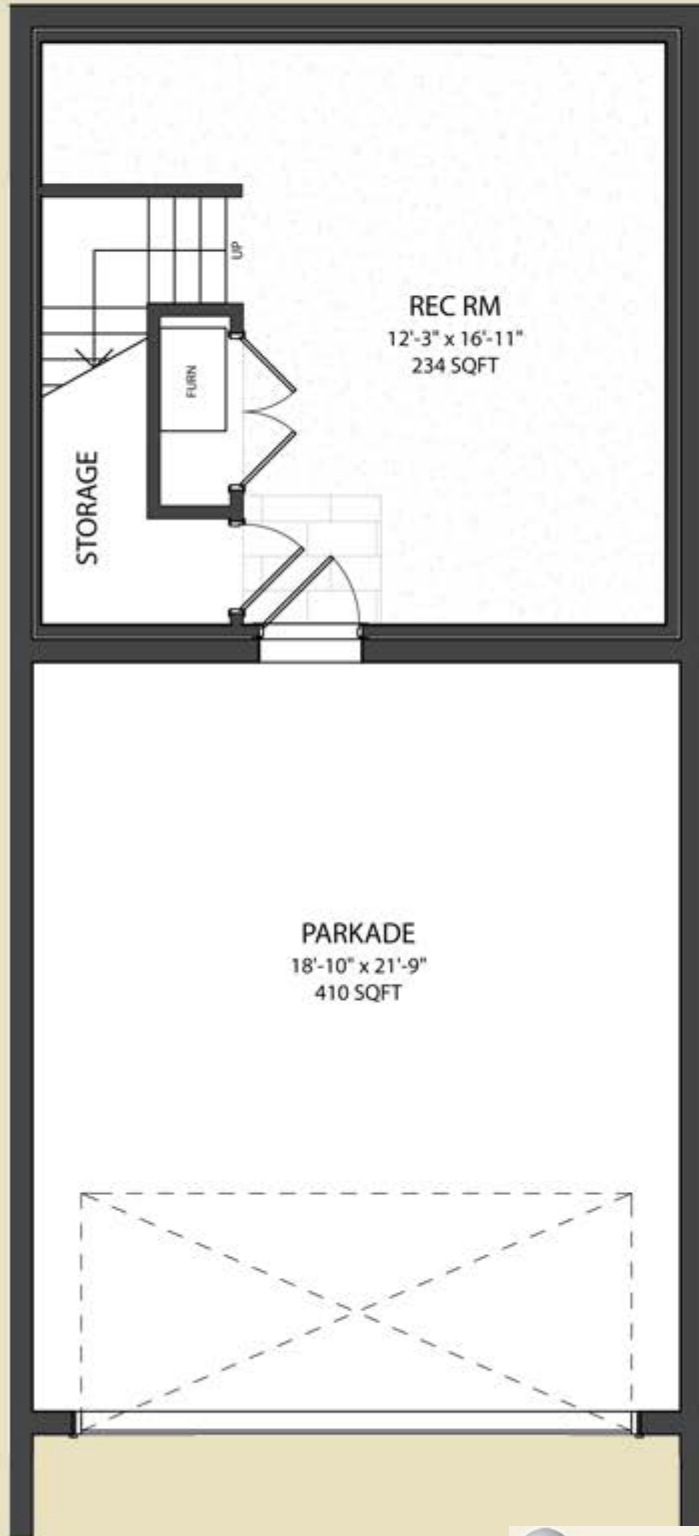 UP
REC RM
12'-3" x 16'-11"
234 SQFT
FURN
STORAGE
PARKADE
18'-10" x 21'-9"
410 SQFT